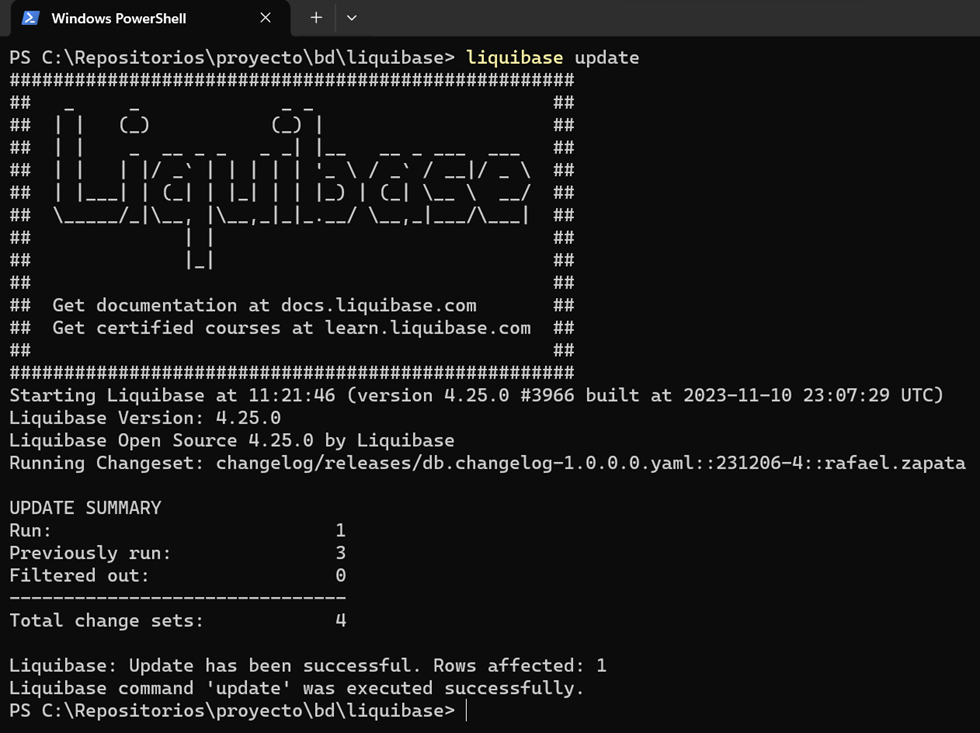 Windows PowerShell
PS C:\Repositorios\proyecto\bd\liquibase> liquibase update
####################################################
##   _     _             _ _                      ##
##  | |   (_)           (_) |                     ##
##  | |    _  __ _ _   _ _| |__   __ _ ___  ___   ##
##  | |   | |/ _` | | | | | '_ \ / _` / __|/ _ \  ##
##  | |___| | (_| | |_| | | |_) | (_| \__ \  __/  ##
##  \_____/_|\__, |\__,_|_|_.__/ \__,_|___/\___|  ##
##              | |                               ##
##              |_|                               ##
##                                                ##
##  Get documentation at docs.liquibase.com       ##
##  Get certified courses at learn.liquibase.com  ##
##                                                ##
####################################################
Starting Liquibase at 11:21:46 (version 4.25.0 #3966 built at 2023-11-10 23:07:29 UTC)
Liquibase Version: 4.25.0
Liquibase Open Source 4.25.0 by Liquibase
Running Changeset: changelog/releases/db.changelog-1.0.0.0.yaml::231206-4::rafael.zapata
UPDATE SUMMARY
Run:                          1
Previously run:               3
Filtered out:                 0
-------------------------------
Total change sets:            4
Liquibase: Update has been successful. Rows affected: 1
Liquibase command 'update' was executed successfully.
PS C:\Repositorios\proyecto\bd\liquibase>